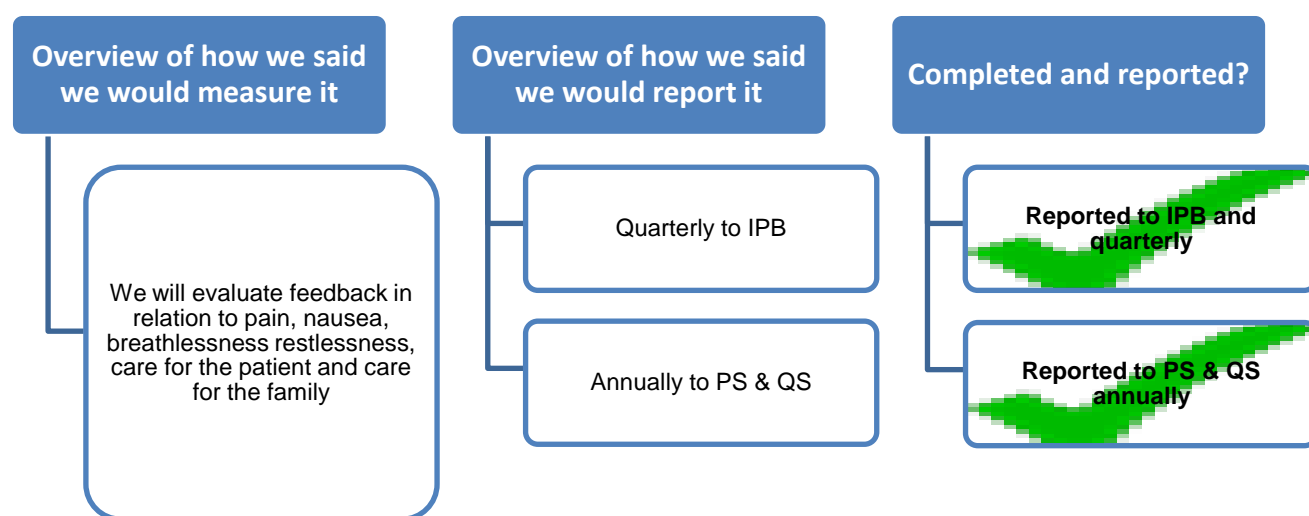 Overview of how we said
we would measure it
We will evaluate feedback in
relation to pain, nausea,
breathlessness restlessness,
care for the patient and care
for the family
Overview of how we said
we would report it
Quarterly to IPB
Annually to PS & QS
Completed and reported?
Reported to IPB and
quarterly
Reported to PS & QS
annually